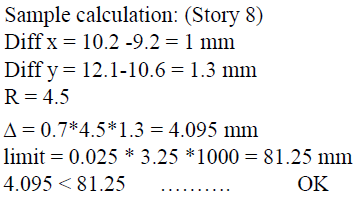 Sample calculation: (Story 8)
Diff x = 10.2 -9.2 = 1 mm
Diff y = 12.1-10.6 = 1.3 mm
R = 4.5
Δ = 0.7*4.5*1.3 = 4.095 mm
limit = 0.025 * 3.25 *1000 = 81.25 mm
4.095 < 81.25 .......... OK